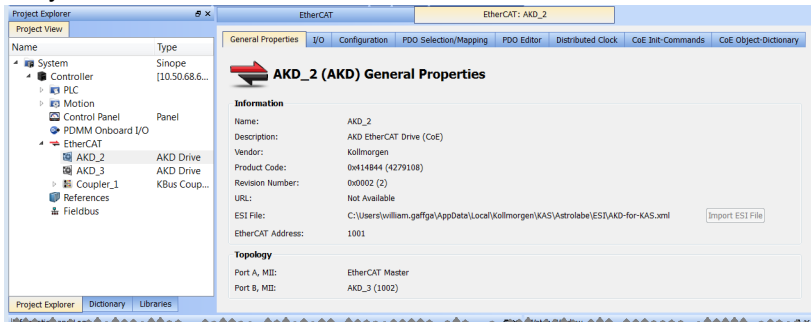 Project Explorer
Project View
Name Type
System Sinope
Controller [10.50.68.6...
PLC
Motion
Control Panel Panel
PDMM Onboard I/O
EtherCAT
AKD_2 AKD Drive
AKD_3 AKD Drive
Coupler_1 KBus Coup...
References
Fieldbus
Project Explorer Dictionary Libraries
EtherCAT EtherCAT: AKD_2
General Properties I/O Configuration PDO Selection/Mapping PDO Editor Distributed Clock CoE Init-Commands CoE Object-Dictionary
AKD_2 (AKD) General Properties
Information
Name: AKD_2
Description: AKD EtherCAT Drive (CoE)
Vendor: Kollmorgen
Product Code: 0x414B44 (4279108)
Revision Number: 0x0002 (2)
URL: Not Available
ESI File: C:\Users\william.gaffga\AppData\Local\Kollmorgen\KAS\Astrolabe\ESI\AKD-for-KAS.xml Import ESI File
EtherCAT Address: 1001
Topology
Port A, MII: EtherCAT Master
Port B, MII: AKD_3 (1002)